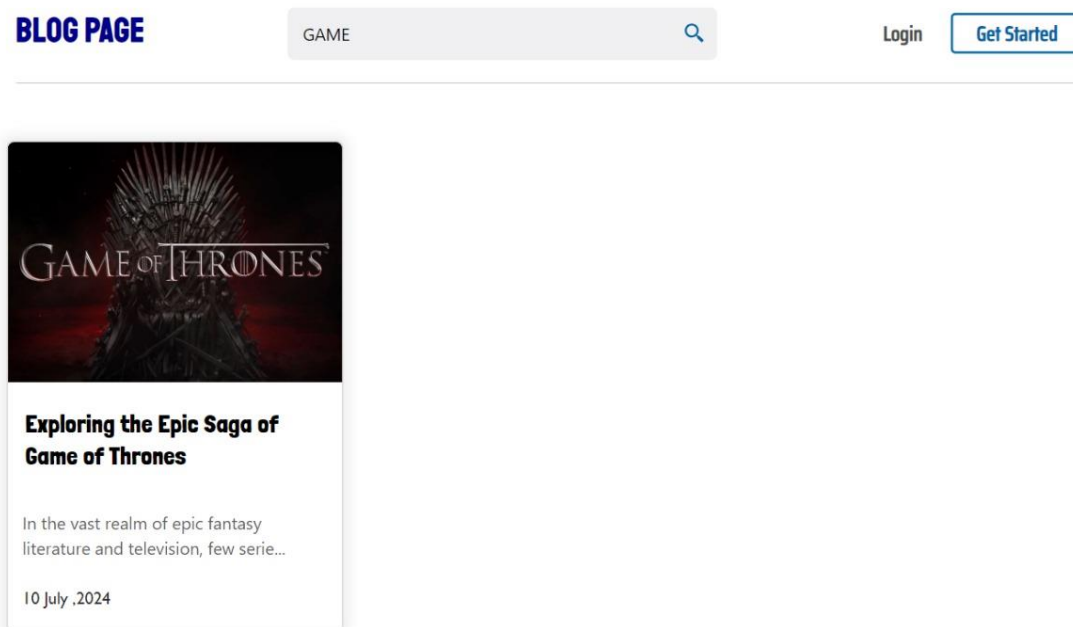 BLOG PAGE
GAME
Login
Get Started
GAME OF THRONES
Exploring the Epic Saga of
Game of Thrones
In the vast realm of epic fantasy
literature and television, few serie...
10 July ,2024